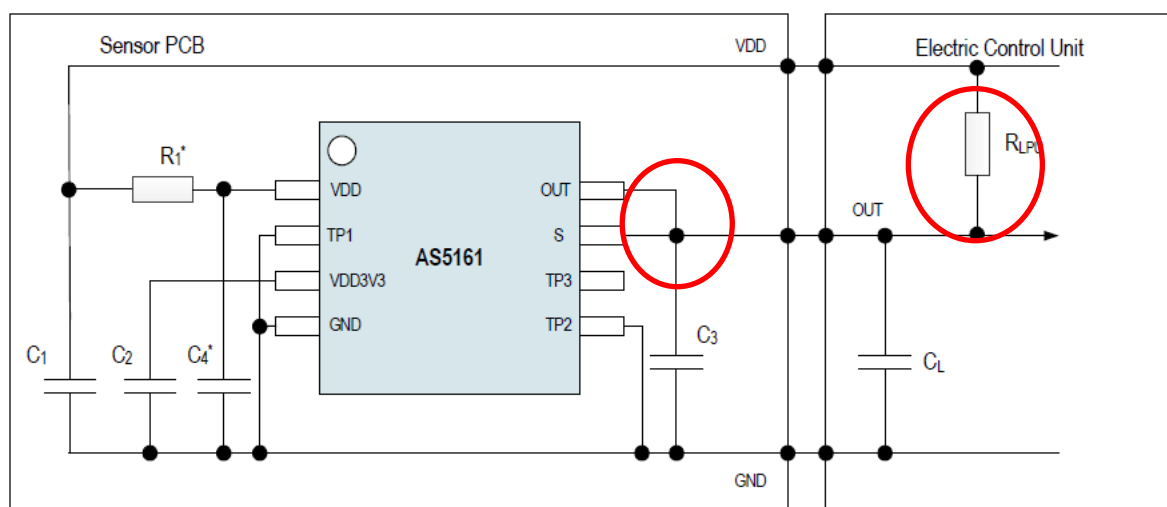 Sensor PCB
VDD
Electric Control Unit
R1*
RLPU
VDD
OUT
OUT
TP1
S
AS5161
VDD3V3
TP3
GND
TP2
C1
C2
C4*
C3
CL
GND